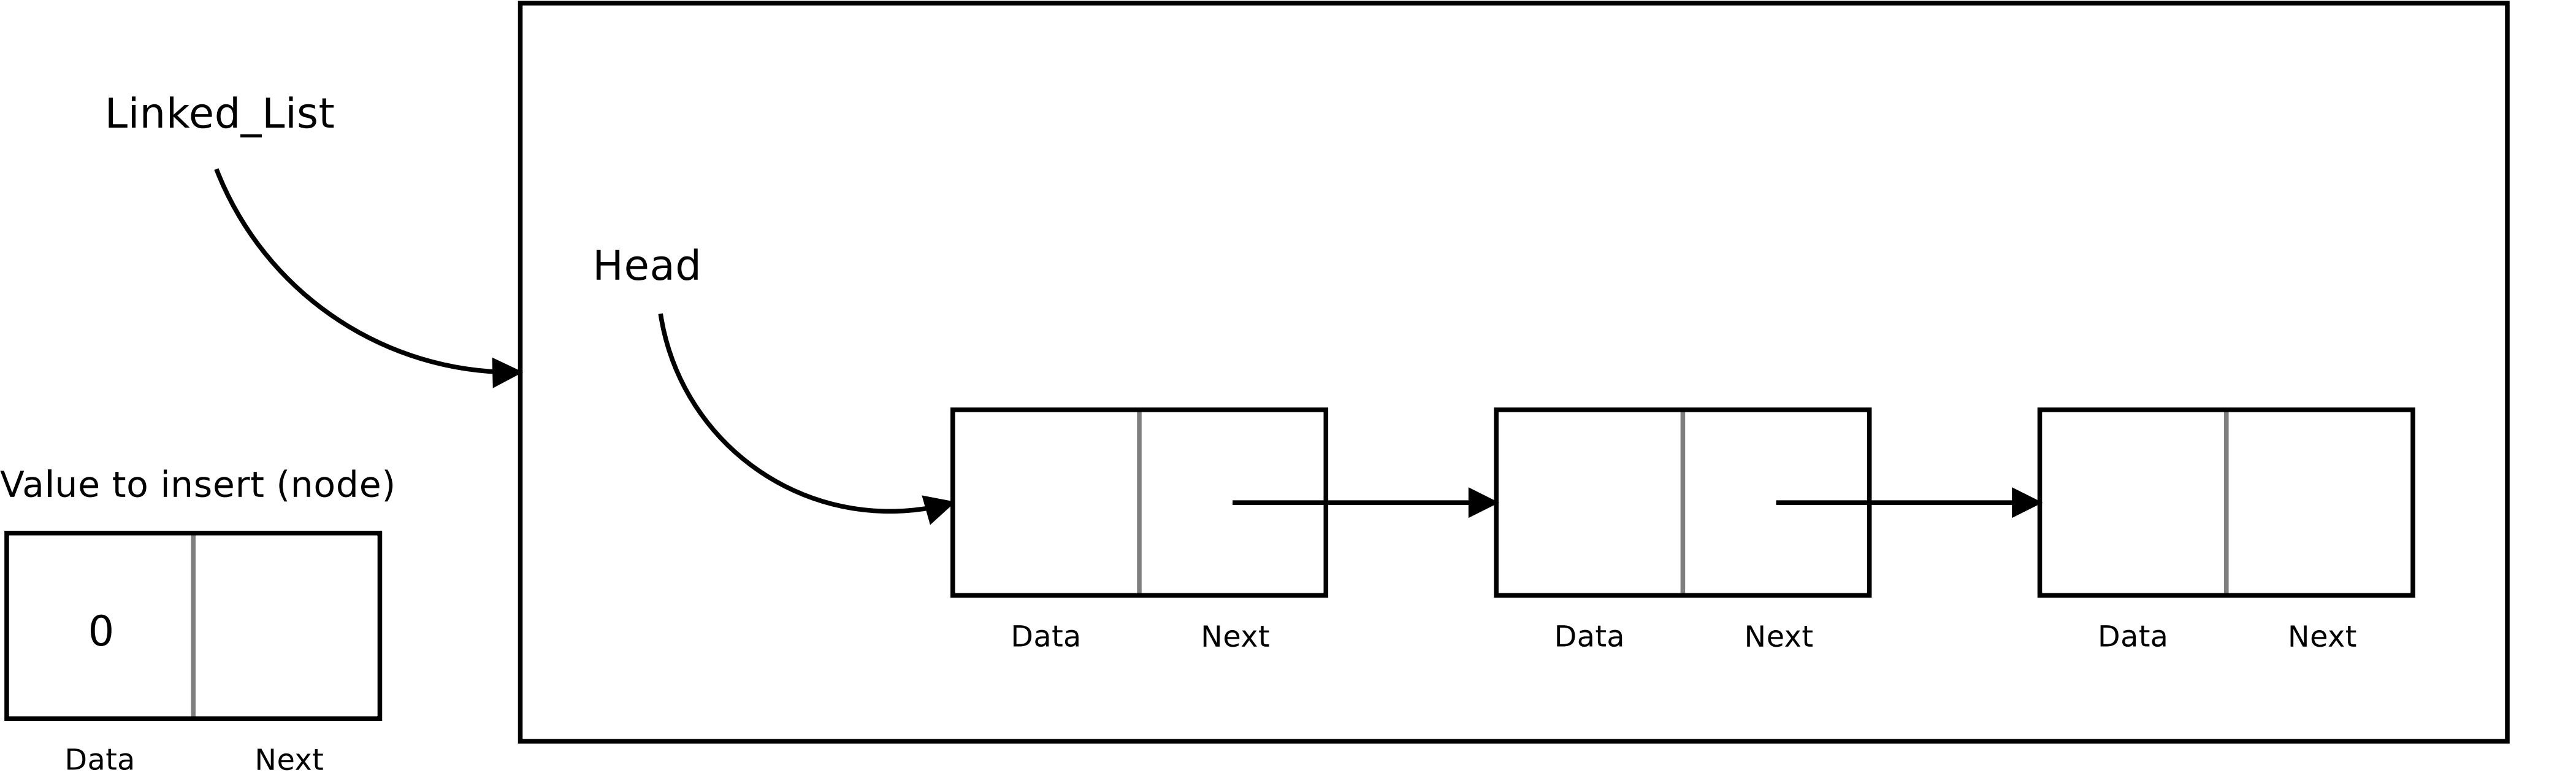 Linked_List
Head
Value to insert (node)
0
Data Next
Data Next
Data Next
Data Next